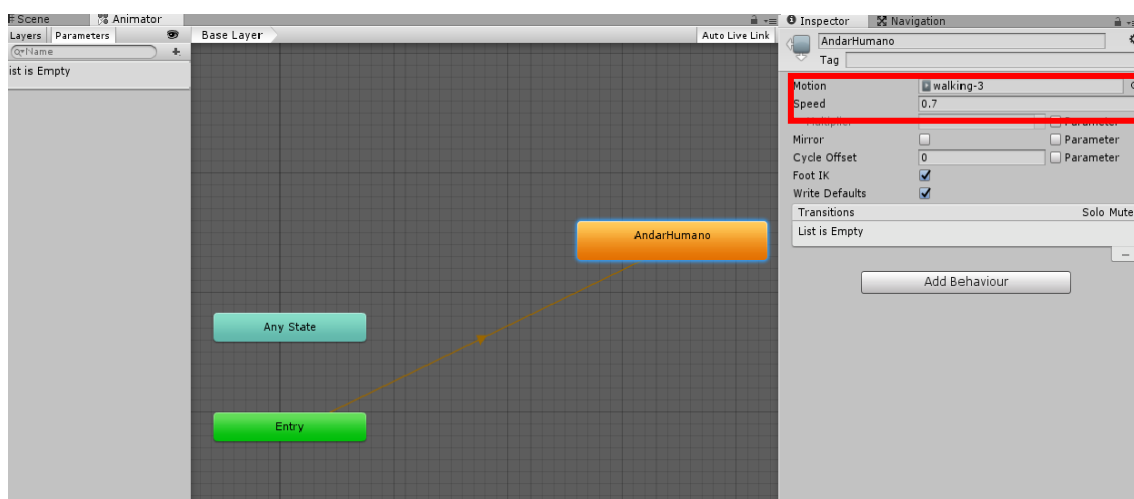 Scene Animator
Layers Parameters
Name
ist is Empty
Base Layer
Auto Live Link
AndarHumano
Any State
Entry
Inspector Navigation
AndarHumano
Tag
Motion walking-3
Speed 0.7
Multiplier Parameter
Mirror Parameter
Cycle Offset 0 Parameter
Foot IK
Write Defaults
Transitions Solo Mute
List is Empty
Add Behaviour